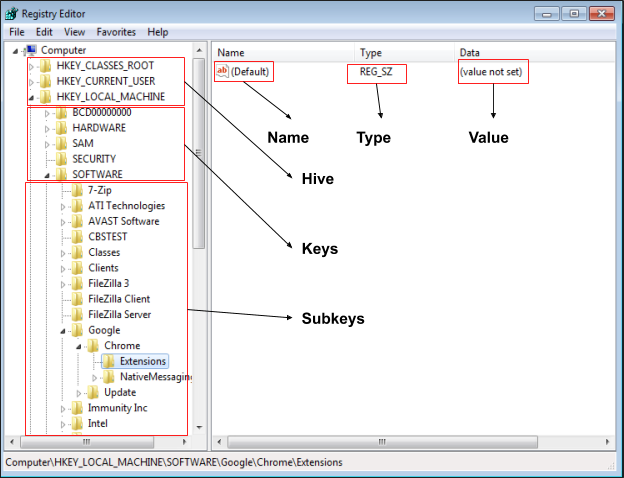 Registry Editor
File Edit View Favorites Help
Computer
HKEY_CLASSES_ROOT
HKEY_CURRENT_USER
HKEY_LOCAL_MACHINE
BCD00000000
HARDWARE
SAM
SECURITY
SOFTWARE
7-Zip
ATI Technologies
AVAST Software
CBSTEST
Classes
Clients
FileZilla 3
FileZilla Client
FileZilla Server
Google
Chrome
Extensions
NativeMessaging
Update
Immunity Inc
Intel
Name Type Data
ab (Default) REG_SZ (value not set)
Name Type Value
Hive
Keys
Subkeys
Computer\HKEY_LOCAL_MACHINE\SOFTWARE\Google\Chrome\Extensions